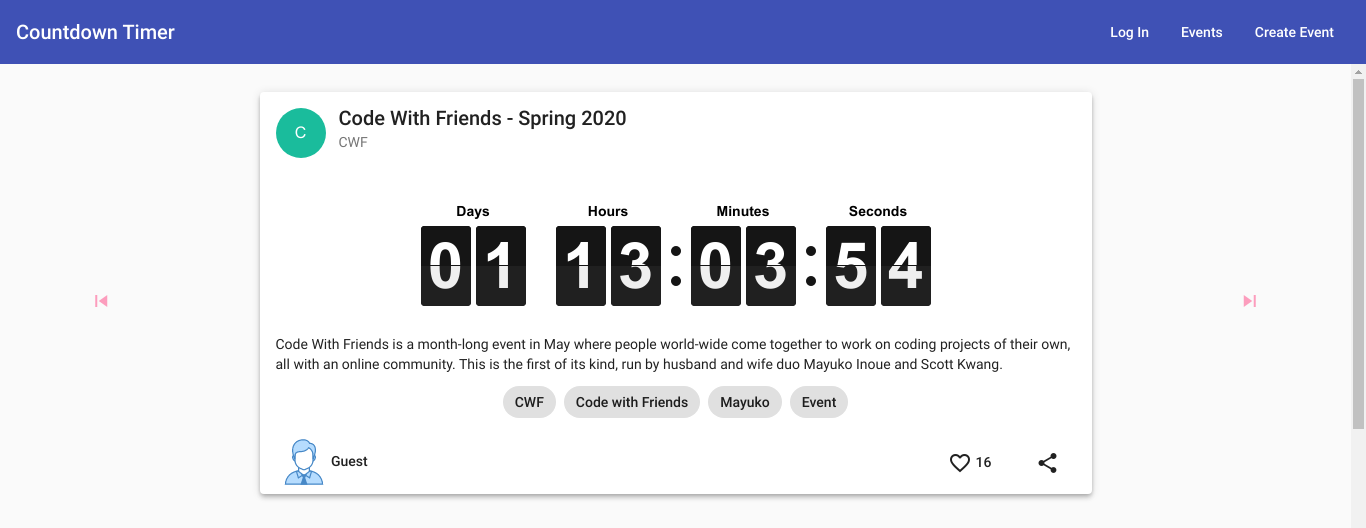 Countdown Timer
Log In Events Create Event
C
Code With Friends - Spring 2020
CWF
Days Hours Minutes Seconds
01 13:03:54
Code With Friends is a month-long event in May where people world-wide come together to work on coding projects of their own,
all with an online community. This is the first of its kind, run by husband and wife duo Mayuko Inoue and Scott Kwang.
CWF Code with Friends Mayuko Event
Guest 16